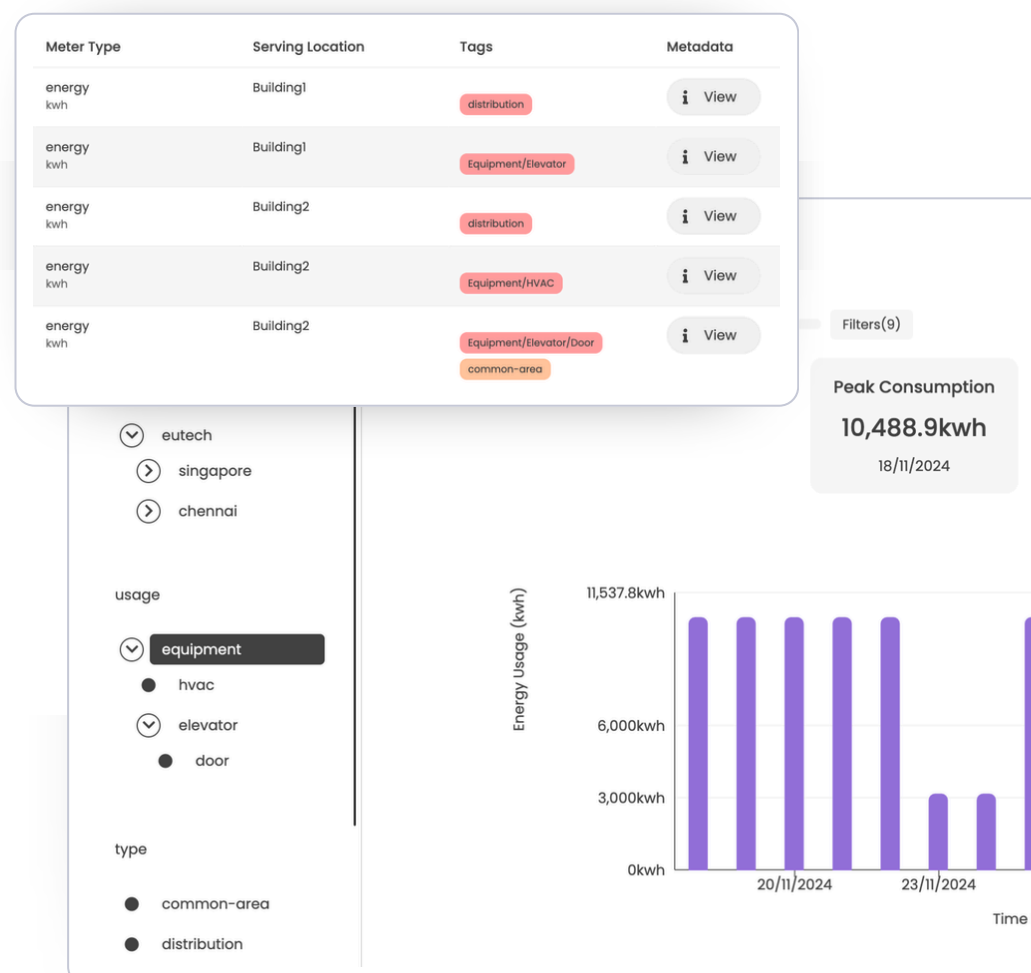 Meter Type Serving Location Tags Metadata
energy Building1
kwh distribution View
energy Building1
kwh Equipment/Elevator View
energy Building2
kwh distribution View
energy Building2
kwh Equipment/HVAC View
energy Building2
kwh Equipment/Elevator/Door View
common-area
Filters(9)
Peak Consumption
10,488.9kwh
18/11/2024
eutech
singapore
chennai
usage
equipment
hvac
elevator
door
type
common-area
distribution
Energy Usage (kwh)
11,537.8kwh
6,000kwh
3,000kwh
0kwh
20/11/2024 23/11/2024
Time